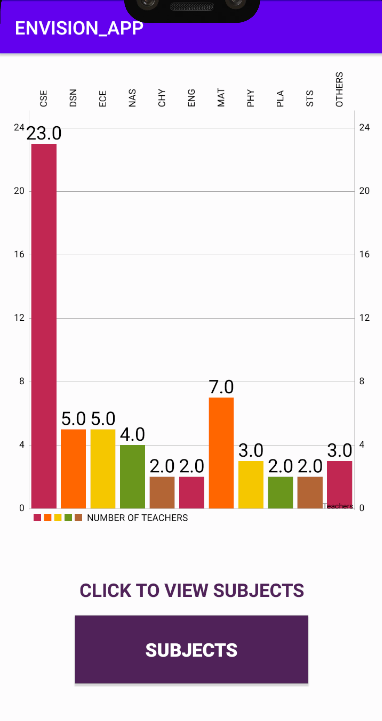 ENVISION_APP
CSE DSN ECE NAS CHY ENG MAT PHY PLA STS OTHERS
24 24
23.0
20 20
16 16
12 12
8 8
7.0
5.0 5.0
4 4.0 4
3.0 3.0
2.0 2.0 2.0 2.0
0 Teachers 0
NUMBER OF TEACHERS
CLICK TO VIEW SUBJECTS
SUBJECTS